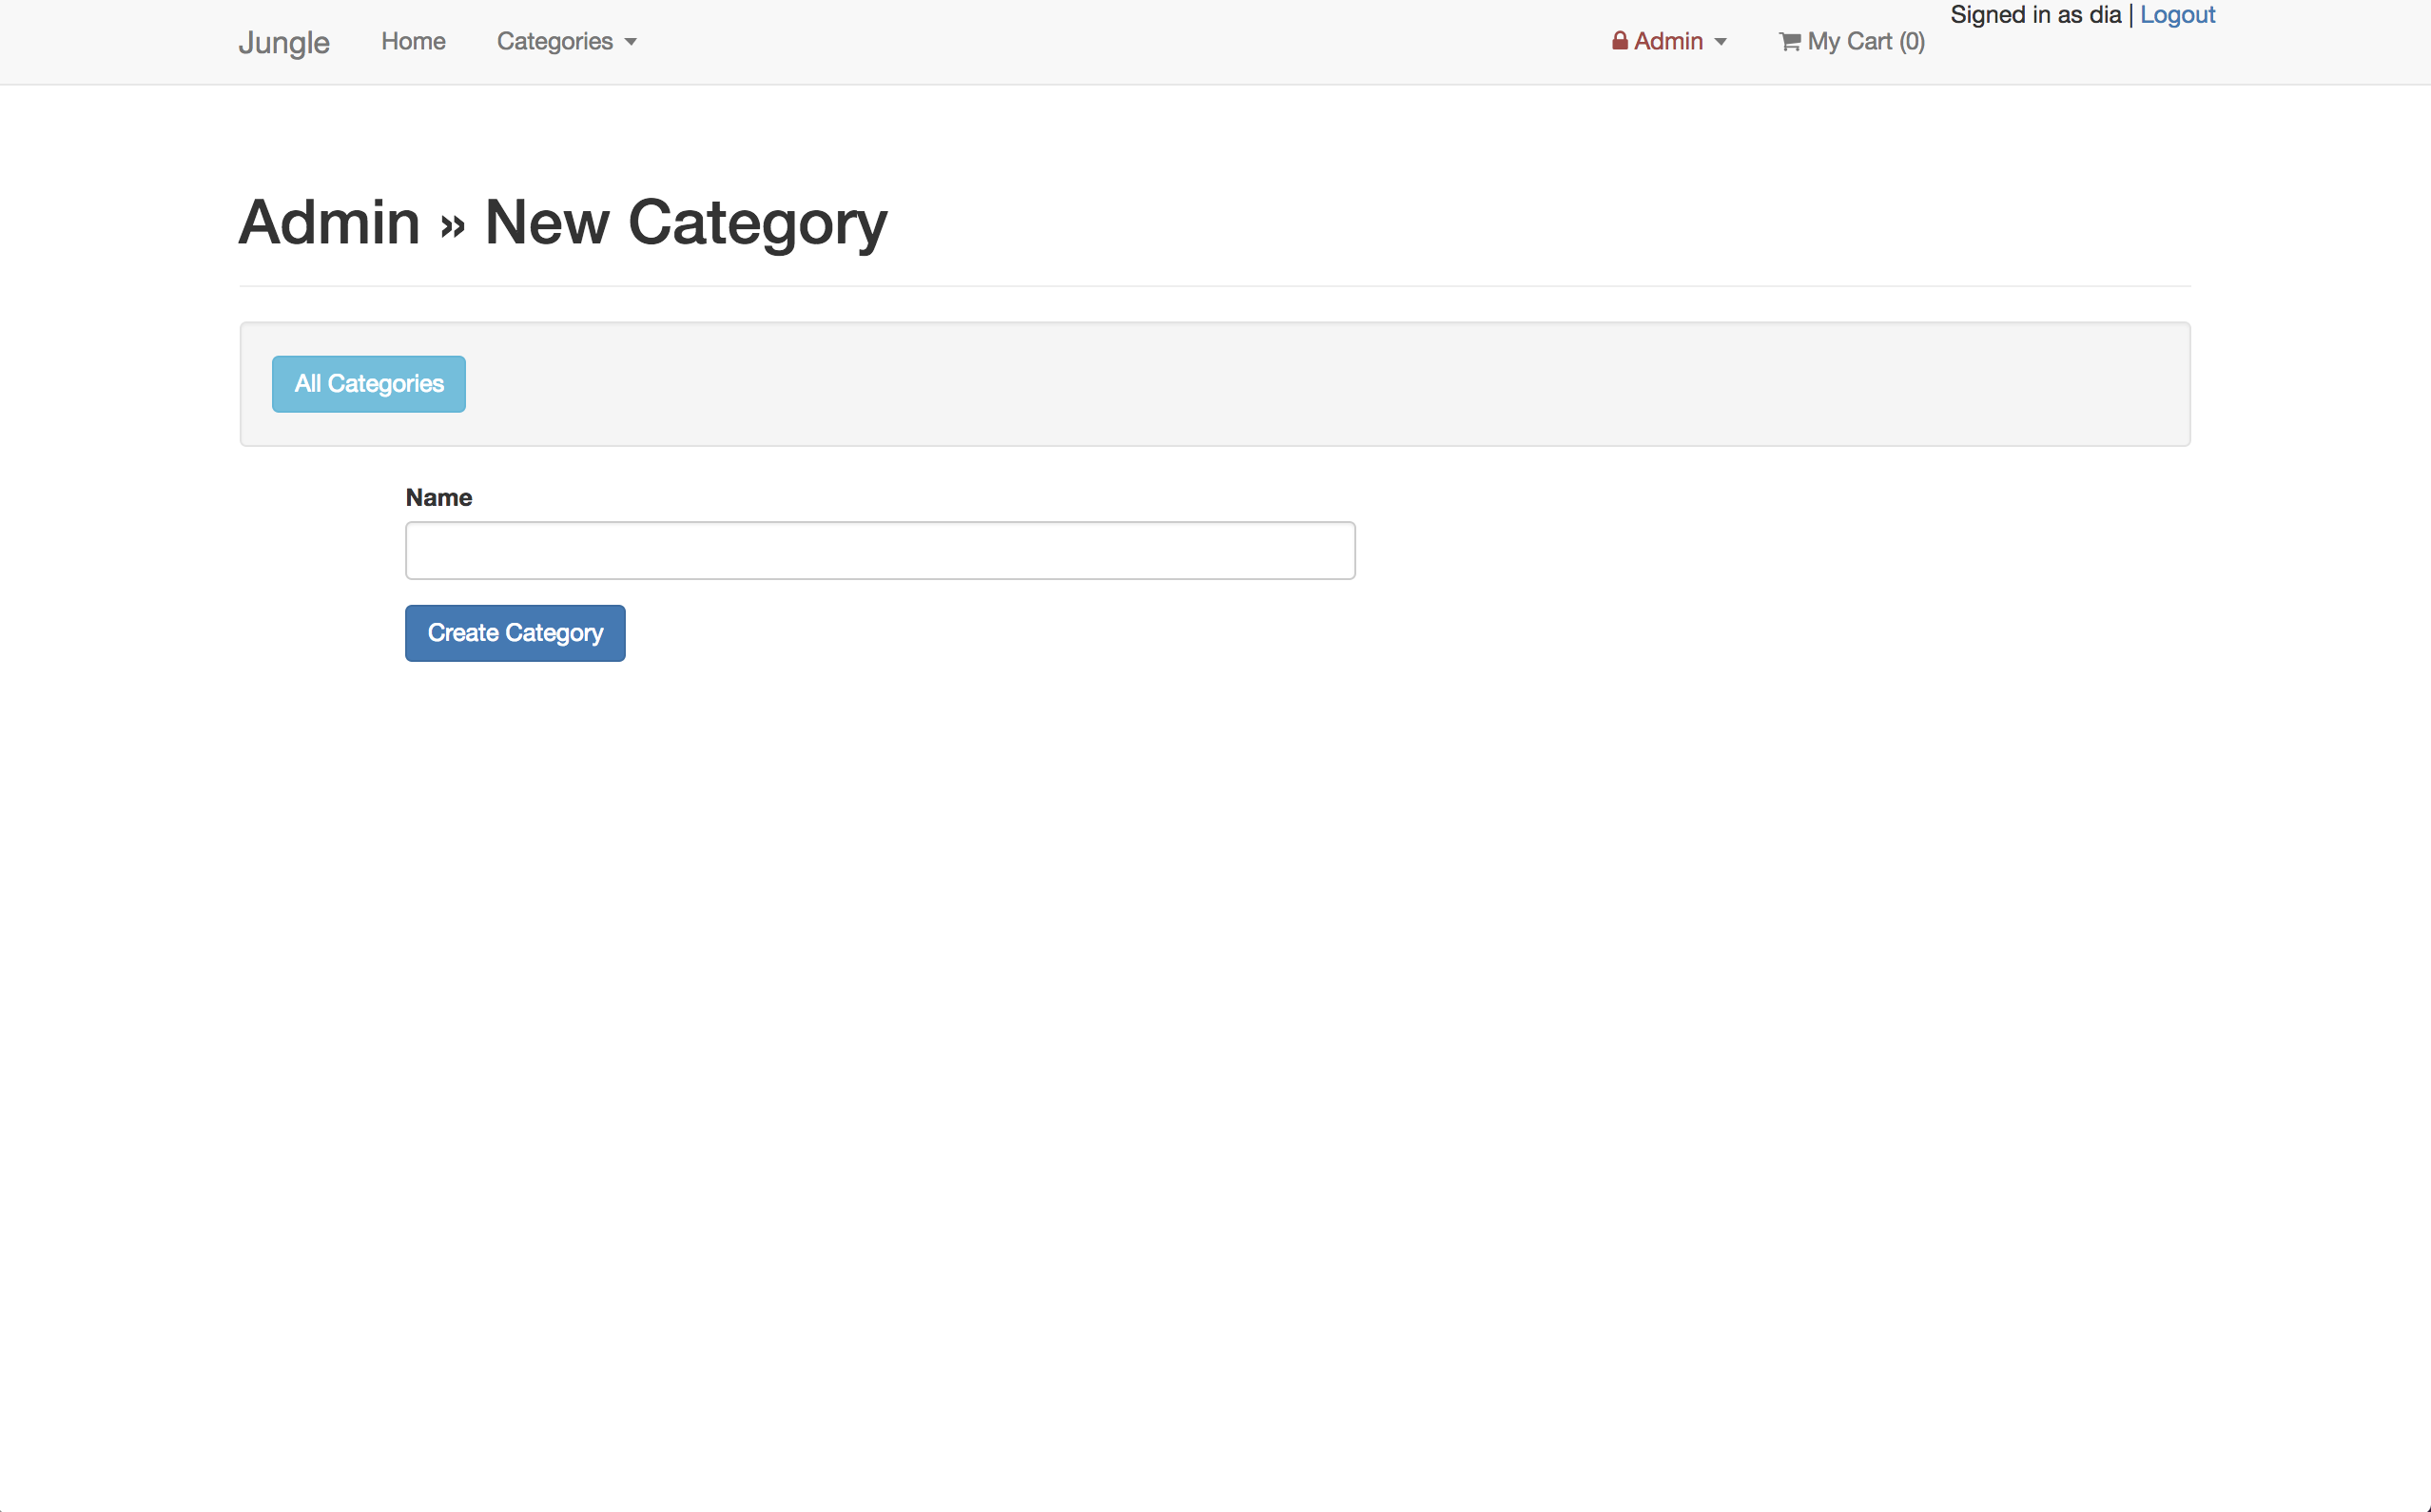 Signed in as dia | Logout
Jungle Home Categories Admin My Cart (0)
Admin » New Category
All Categories
Name
Create Category